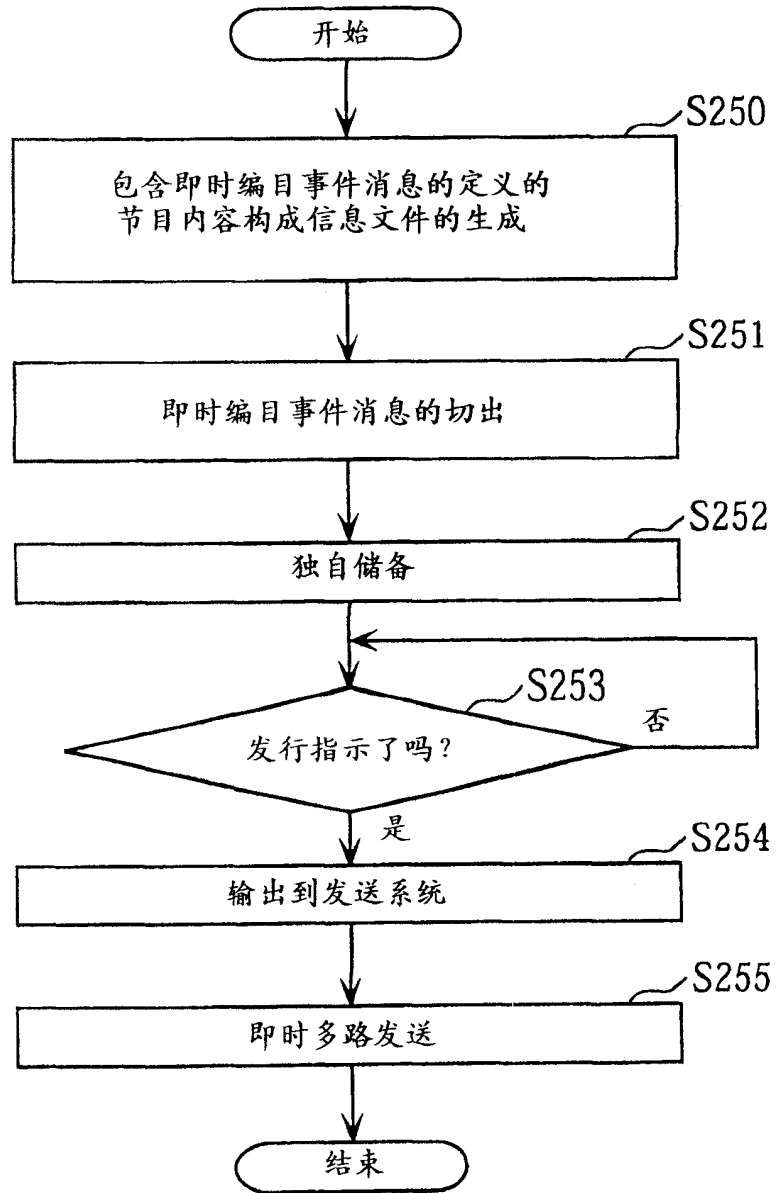 开始
S250
包含即时编目事件消息的定义的
节目内容构成信息文件的生成
S251
即时编目事件消息的切出
S252
独自储备
S253
发行指示了吗?
否
是
S254
输出到发送系统
S255
即时多路发送
结束